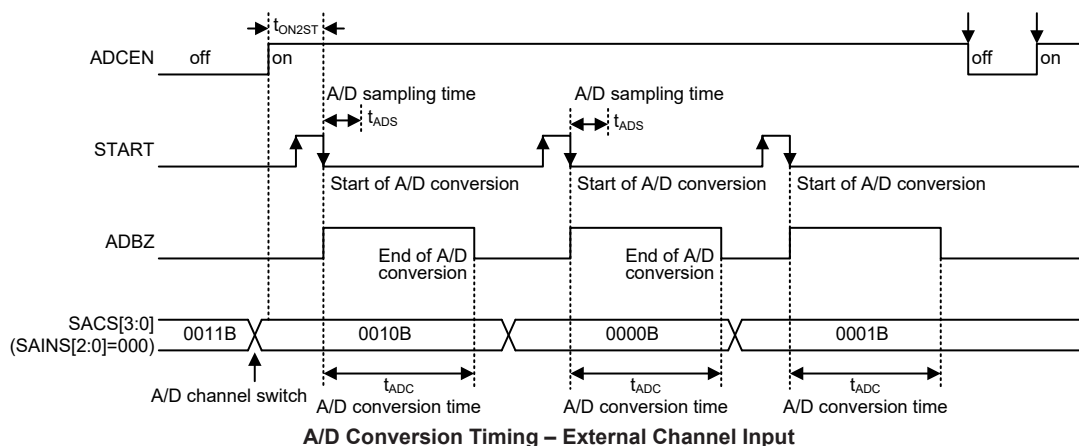 tON2ST
ADCEN
off
on
off
on
A/D sampling time
tADS
A/D sampling time
tADS
START
Start of A/D conversion
Start of A/D conversion
Start of A/D conversion
ADBZ
End of A/D
conversion
End of A/D
conversion
SACS[3:0]
(SAINS[2:0]=000)
0011B
0010B
0000B
0001B
A/D channel switch
tADC
A/D conversion time
tADC
A/D conversion time
tADC
A/D conversion time
A/D Conversion Timing – External Channel Input